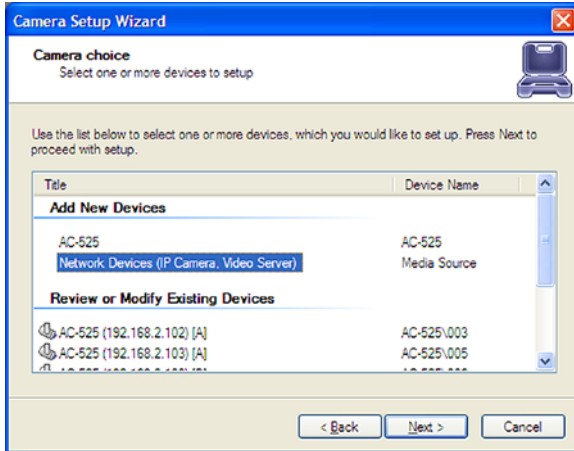 Camera Setup Wizard
Camera choice
Select one or more devices to setup
Use the list below to select one or more devices, which you would like to set up. Press Next to
proceed with setup.
Title Device Name
Add New Devices
AC-525 AC-525
Network Devices (IP Camera, Video Server) Media Source
Review or Modify Existing Devices
AC-525 (192.168.2.102) [A] AC-525\003
AC-525 (192.168.2.103) [A] AC-525\005
< Back Next > Cancel